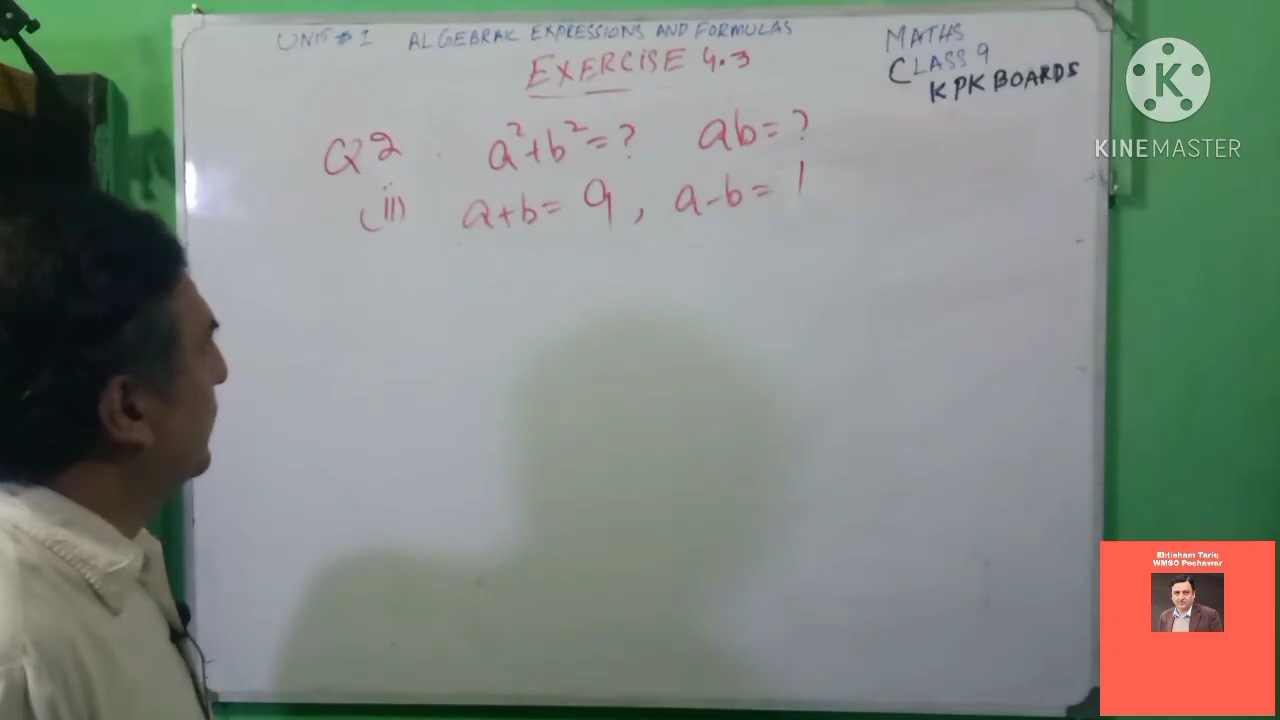 UNIT # 1 ALGEBRAIC EXPRESSIONS AND FORMULAS
EXERCISE 4.3
MATHS
CLASS 9
KPK BOARDS
Q2 a²+b²=? ab=?
(ii) a+b= 9, a-b= 1
K
KINEMASTER
Ehtisham Tariq
WMSC Peshawar